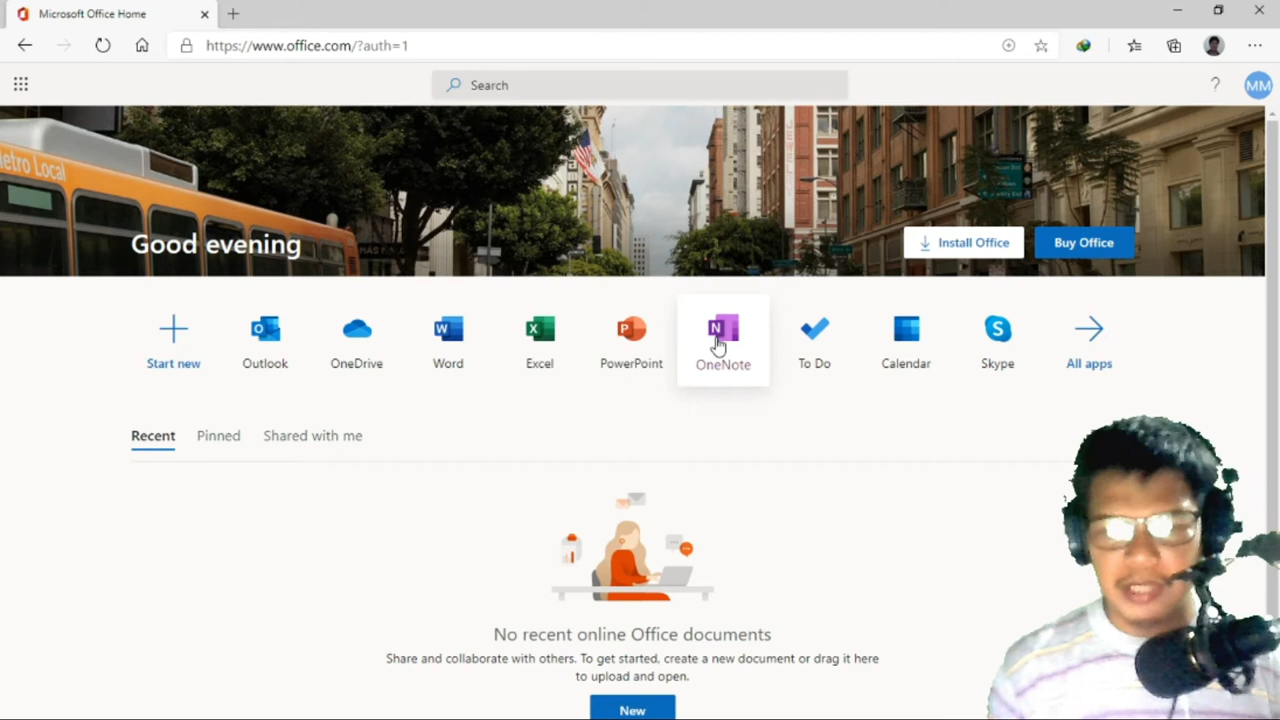 Microsoft Office Home
https://www.office.com/?auth=1
Search
?
MM
Metro Local
Good evening
Install Office
Buy Office
Start new
Outlook
OneDrive
Word
Excel
PowerPoint
OneNote
To Do
Calendar
Skype
All apps
Recent
Pinned
Shared with me
No recent online Office documents
Share and collaborate with others. To get started, create a new document or drag it here
to upload and open.
New